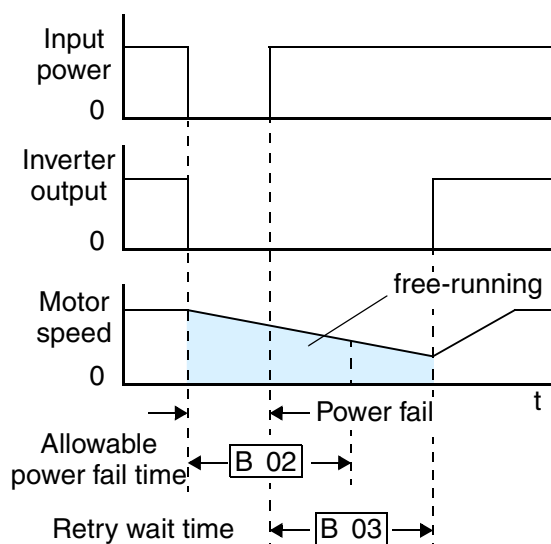 Input
power
0
Inverter
output
0
free-running
Motor
speed
0
t
Power fail
Allowable
power fail time
B 02
Retry wait time
B 03